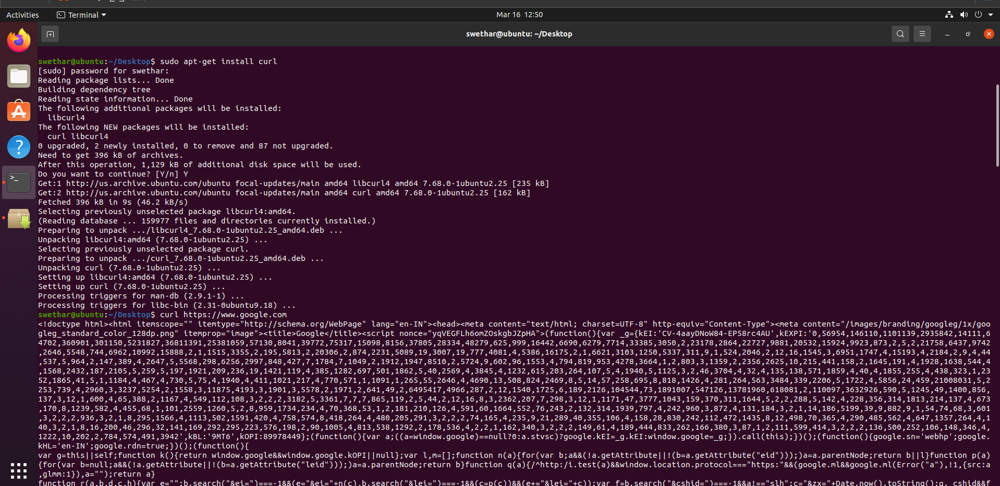 Activities
Terminal
Mar 16 12:50
swethar@ubuntu: ~/Desktop
swethar@ubuntu:~/Desktop$ sudo apt-get install curl
[sudo] password for swethar:
Reading package lists... Done
Building dependency tree
Reading state information... Done
The following additional packages will be installed:
libcurl4
The following NEW packages will be installed:
curl libcurl4
0 upgraded, 2 newly installed, 0 to remove and 87 not upgraded.
Need to get 396 kB of archives.
After this operation, 1,129 kB of additional disk space will be used.
Do you want to continue? [Y/n] Y
Get:1 http://us.archive.ubuntu.com/ubuntu focal-updates/main amd64 libcurl4 amd64 7.68.0-1ubuntu2.25 [235 kB]
Get:2 http://us.archive.ubuntu.com/ubuntu focal-updates/main amd64 curl amd64 7.68.0-1ubuntu2.25 [162 kB]
Fetched 396 kB in 9s (46.2 kB/s)
Selecting previously unselected package libcurl4:amd64.
(Reading database ... 159977 files and directories currently installed.)
Preparing to unpack .../libcurl4_7.68.0-1ubuntu2.25_amd64.deb ...
Unpacking libcurl4:amd64 (7.68.0-1ubuntu2.25) ...
Selecting previously unselected package curl.
Preparing to unpack .../curl_7.68.0-1ubuntu2.25_amd64.deb ...
Unpacking curl (7.68.0-1ubuntu2.25) ...
Setting up libcurl4:amd64 (7.68.0-1ubuntu2.25) ...
Setting up curl (7.68.0-1ubuntu2.25) ...
Processing triggers for man-db (2.9.1-1) ...
Processing triggers for libc-bin (2.31-0ubuntu9.18) ...
swethar@ubuntu:~/Desktop$ curl https://www.google.com
<!doctype html><html itemscope="" itemtype="http://schema.org/WebPage" lang="en-IN"><head><meta content="text/html; charset=UTF-8" http-equiv="Content-Type"><meta content="/images/branding/googleg/1x/goo
gleg_standard_color_128dp.png" itemprop="image"><title>Google</title><script nonce="yqVEGFLh6omZOskgbJZpHA">(function(){var _g={kEI:'CV-4aayDNoW84-EP58rc4AU',kEXPI:'0,56954,146110,1101139,2935842,14111,6
4702,360901,301150,5231827,36811391,25381059,57130,8041,39772,75317,15098,8156,37805,28334,48279,625,999,16442,6690,6279,7714,33385,3050,2,23178,2864,22727,9881,20532,15924,9923,873,2,5,2,21758,6437,9742
,2646,5548,744,6962,10992,15888,2,1,1515,3355,2,195,5813,2,20306,2,874,2231,5089,19,3007,19,777,4081,4,5386,16175,2,1,6621,3103,1250,5337,311,9,1,524,2046,2,12,16,1545,3,6951,1747,4,15193,4,2184,2,9,4,44
,537,5,964,2,147,389,4,2647,5,5568,298,6256,2997,848,427,7,1784,7,1049,2,1912,1947,8510,2,5724,9,602,96,1553,4,794,819,953,4278,3664,1,2,803,3,1359,2,2356,2625,10,215,441,158,2,1645,191,4,1928,1638,544,4
,1568,2432,187,2105,5,259,5,197,1921,209,236,19,1421,119,4,385,1282,697,501,1862,5,40,2569,4,3845,4,1232,615,203,264,107,5,4,1940,5,1125,3,2,46,3704,4,32,4,135,138,571,1859,4,40,4,1855,255,4,438,323,1,23
52,1865,41,5,1,1184,4,467,4,730,5,75,4,1940,4,411,1021,217,4,770,571,1,1091,1,265,55,2646,4,4690,13,508,824,2469,8,5,14,57,258,695,8,818,1426,4,281,264,563,3484,339,2206,5,1722,4,5856,24,459,21008031,5,2
253,739,4,2960,3,3237,5254,2,1558,3,11875,4193,3,1901,3,5578,2,1971,2,641,49,2,6495417,4966,287,2,12,1540,1725,6,189,2126,104544,73,1891007,547126,13781960,618081,2,110097,3632926,590,5,1245,49,1400,856,
137,3,12,1,600,4,65,388,2,1167,4,549,112,108,3,2,2,2,3182,5,3361,7,7,7,865,119,2,5,44,2,12,16,8,3,2362,207,7,298,3,12,1,1171,47,3777,1043,159,370,311,1644,5,2,2,288,5,142,4,228,356,314,1813,214,137,4,673
,170,8,1239,582,4,455,68,1,101,2559,1260,5,2,8,959,1734,234,4,70,368,53,1,2,181,210,126,4,591,60,1664,552,76,243,2,132,314,1939,797,4,242,960,3,872,4,131,184,3,2,1,14,186,5199,39,9,882,9,1,54,74,68,3,601
,3,2,2,2,936,3,2,1,8,295,1566,4,1113,502,1591,420,4,758,574,8,418,264,4,480,205,291,3,2,2,2,74,165,4,235,9,21,289,40,355,106,4,158,28,830,242,112,472,1435,8,12,498,70,365,4,290,485,562,4,647,1357,264,4,1
40,3,2,1,8,16,200,46,296,32,141,169,292,295,223,576,198,2,90,1005,4,813,538,1292,2,178,536,4,2,2,1,162,340,3,2,2,2,149,61,4,189,444,833,262,166,380,3,87,1,2,111,599,414,3,2,2,2,136,500,252,106,148,346,4,
1222,10,202,2,784,574,491,3942',kBL:'9MT6',kOPI:89978449};(function(){var a;((a=window.google)==null?0:a.stvsc)?google.kEI=_g.kEI:window.google=_g;}).call(this);})();(function(){google.sn='webhp';google.
kHL='en-IN';google.rdn=true;})();(function(){
var g=this||self;function k(){return window.google&&window.google.kOPI||null};var l,m=[];function n(a){for(var b;a&&(!a.getAttribute||!(b=a.getAttribute("eid")));)a=a.parentNode;return b||l}function p(a)
{for(var b=null;a&&(!a.getAttribute||!(b=a.getAttribute("leid")));)a=a.parentNode;return b}function q(a){/^http:/i.test(a)&&window.location.protocol==="https:"&&(google.ml&&google.ml(Error("a"),!1,{src:a
,glmm:1}),a="");return a}
function r(a,b,d,c,h){var e="";b.search("&ei=")===-1&&(e="&ei="+n(c),b.search("&lei=")===-1&&(c=p(c))&&(e+="&lei="+c));var f=b.search("&cshid=")===-1&&a!=="slh";c="&zx="+Date.now().toString();g._cshid&&f